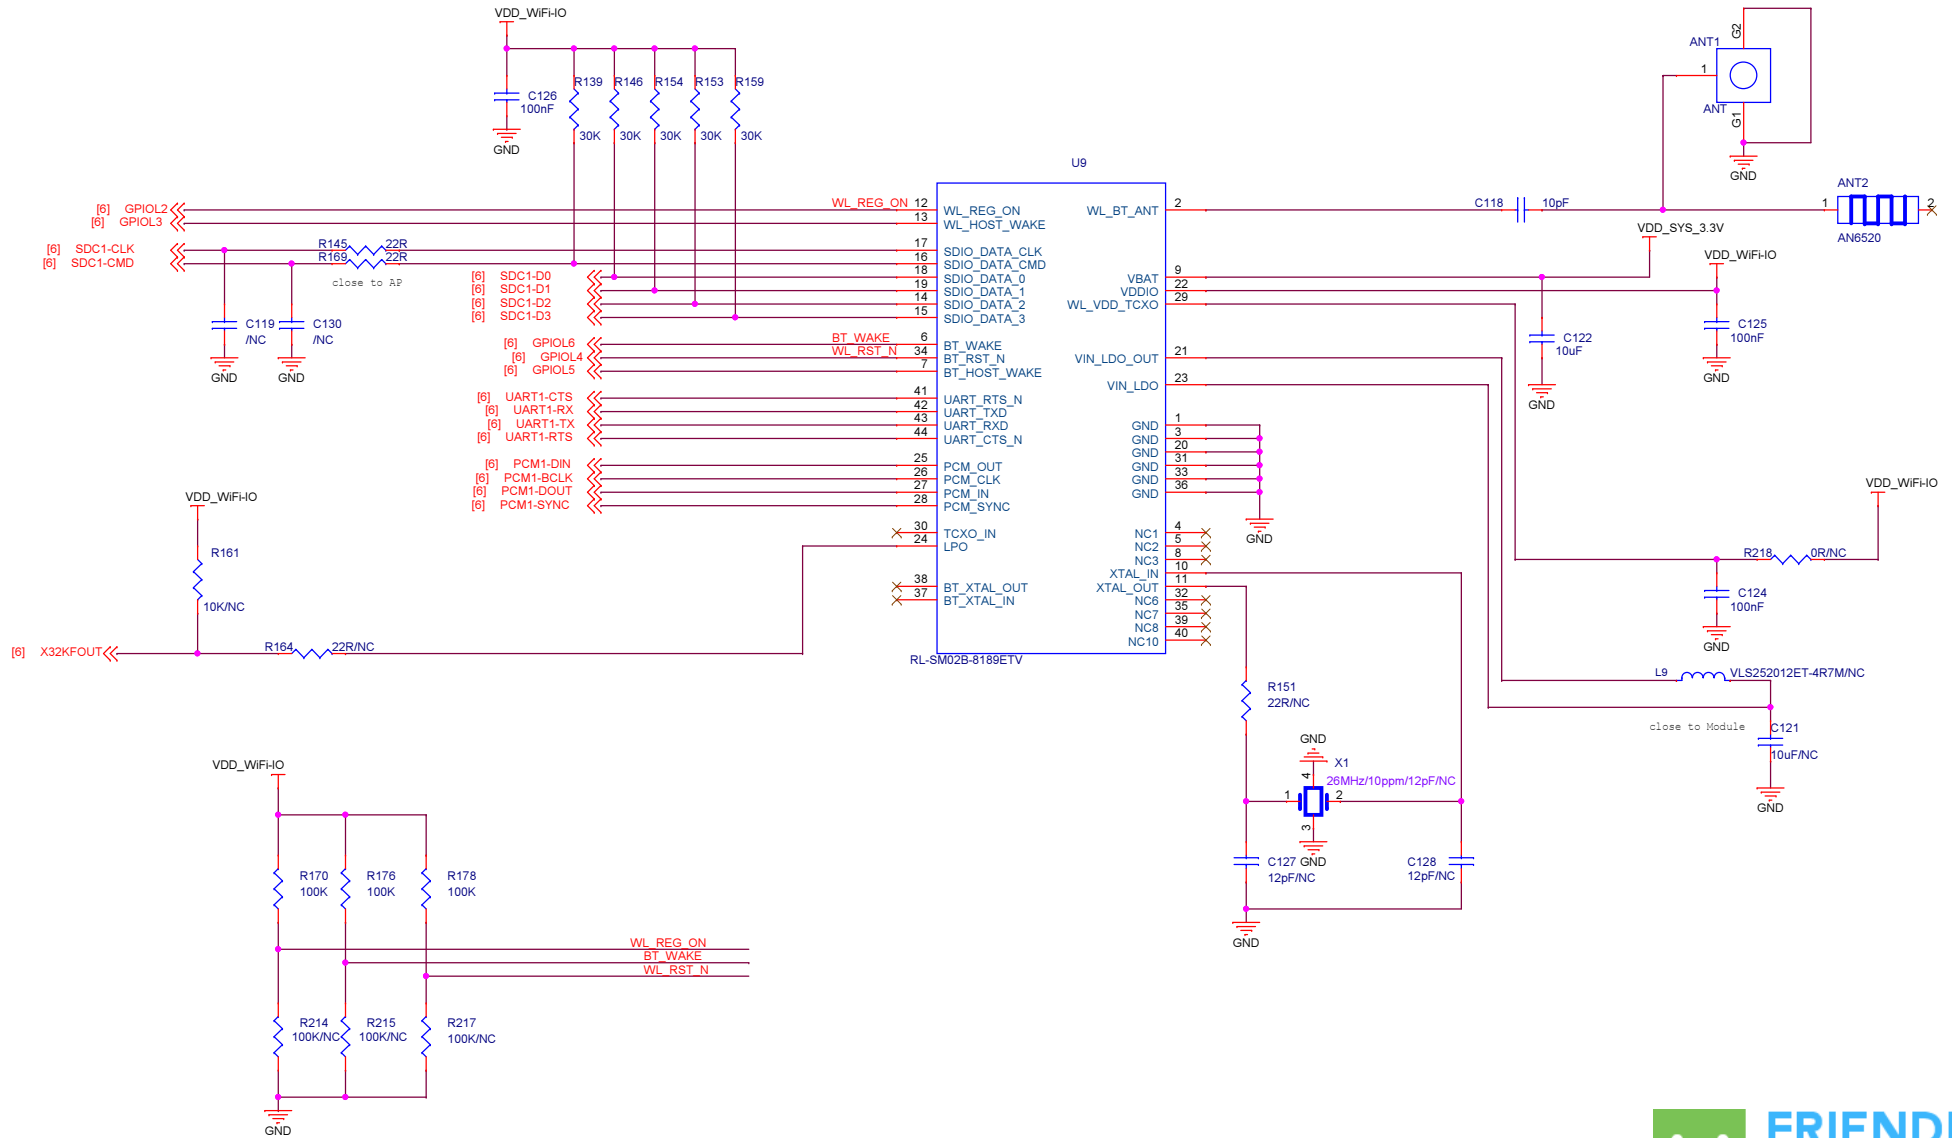 VDD_WiFi-IO
C126
100nF
GND
R139 R146 R154 R153 R159
30K 30K 30K 30K 30K
ANT1
1
G2
ANT
G1
GND
U9
[6] GPIOL2
[6] GPIOL3
WL_REG_ON 12 WL_REG_ON
13 WL_HOST_WAKE
[6] SDC1-CLK R145 22R 17 SDIO_DATA_CLK
[6] SDC1-CMD R169 22R 16 SDIO_DATA_CMD
close to AP
[6] SDC1-D0 18 SDIO_DATA_0
[6] SDC1-D1 19 SDIO_DATA_1
[6] SDC1-D2 14 SDIO_DATA_2
[6] SDC1-D3 15 SDIO_DATA_3
C119
/NC
GND
C130
/NC
GND
[6] GPIOL6 BT_WAKE 6 BT_WAKE
[6] GPIOL4 WL_RST_N 34 BT_RST_N
[6] GPIOL5 7 BT_HOST_WAKE
[6] UART1-CTS 41 UART_RTS_N
[6] UART1-RX 42 UART_TXD
[6] UART1-TX 43 UART_RXD
[6] UART1-RTS 44 UART_CTS_N
[6] PCM1-DIN 25 PCM_OUT
[6] PCM1-BCLK 26 PCM_CLK
[6] PCM1-DOUT 27 PCM_IN
[6] PCM1-SYNC 28 PCM_SYNC
30 TCXO_IN
24 LPO
38 BT_XTAL_OUT
37 BT_XTAL_IN
RL-SM02B-8189ETV
WL_BT_ANT 2
C118 10pF
ANT2
1 2
AN6520
VDD_SYS_3.3V
VDD_WiFi-IO
VBAT 9
VDDIO 22
WL_VDD_TCXO 29
C122
10uF
GND
C125
100nF
GND
VIN_LDO_OUT 21
VIN_LDO 23
GND 1
GND 3
GND 20
GND 31
GND 33
GND 36
GND
NC1 4
NC2 5
NC3 8
XTAL_IN 10
XTAL_OUT 11
NC6 32
NC7 35
NC8 39
NC10 40
VDD_WiFi-IO
R218 0R/NC
C124
100nF
GND
L9 VLS252012ET-4R7M/NC
close to Module
C121
10uF/NC
GND
R151
22R/NC
GND
X1
26MHz/10ppm/12pF/NC
4
1 2
3
GND
C127
12pF/NC
C128
12pF/NC
GND
VDD_WiFi-IO
R161
10K/NC
[6] X32KFOUT
R164 22R/NC
VDD_WiFi-IO
R170
100K
R176
100K
R178
100K
WL_REG_ON
BT_WAKE
WL_RST_N
R214
100K/NC
R215
100K/NC
R217
100K/NC
GND